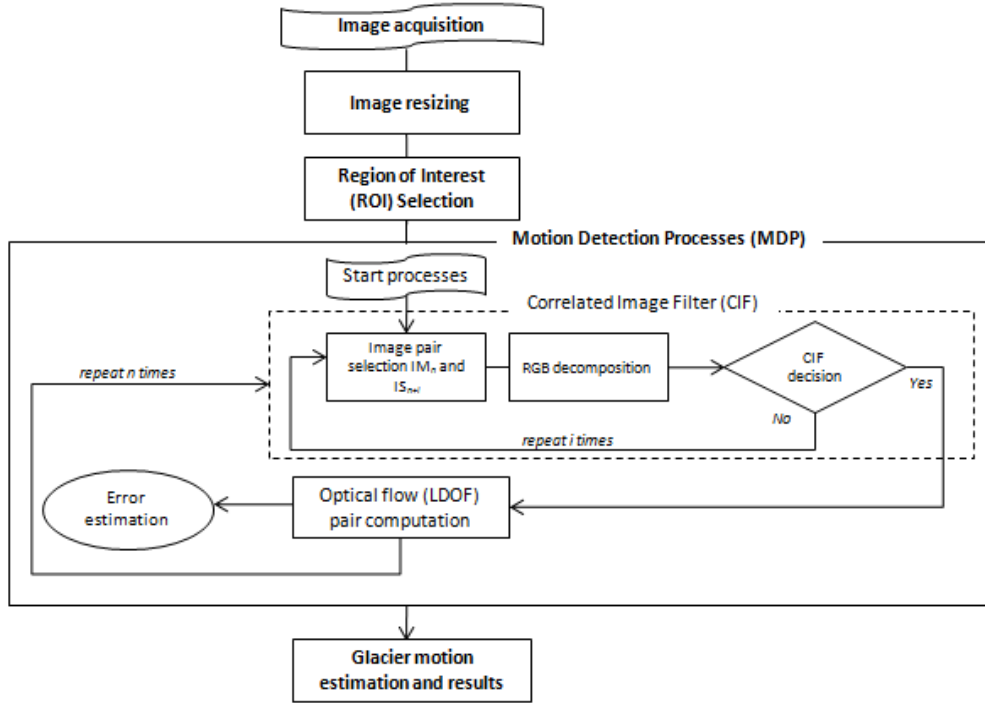 Image acquisition
Image resizing
Region of Interest
(ROI) Selection
Motion Detection Processes (MDP)
Start processes
Correlated Image Filter (CIF)
Image pair
selection IMₙ and
ISₙ₊ᵢ
RGB decomposition
CIF
decision
Yes
No
repeat i times
repeat n times
Error
estimation
Optical flow (LDOF)
pair computation
Glacier motion
estimation and results